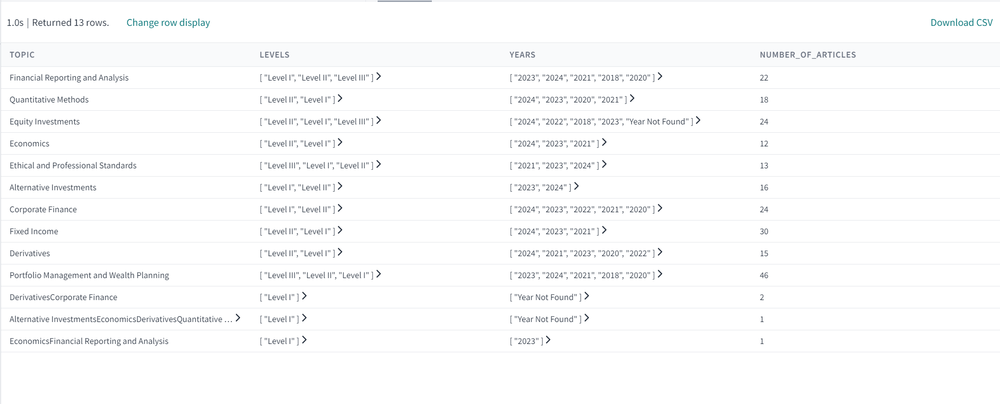 1.0s | Returned 13 rows. Change row display Download CSV
TOPIC LEVELS YEARS NUMBER_OF_ARTICLES
Financial Reporting and Analysis [ "Level I", "Level II", "Level III" ] [ "2023", "2024", "2021", "2018", "2020" ] 22
Quantitative Methods [ "Level II", "Level I" ] [ "2024", "2023", "2020", "2021" ] 18
Equity Investments [ "Level II", "Level I", "Level III" ] [ "2024", "2022", "2018", "2023", "Year Not Found" ] 24
Economics [ "Level II", "Level I" ] [ "2024", "2023", "2021" ] 12
Ethical and Professional Standards [ "Level III", "Level I", "Level II" ] [ "2021", "2023", "2024" ] 13
Alternative Investments [ "Level I", "Level II" ] [ "2023", "2024" ] 16
Corporate Finance [ "Level I", "Level II" ] [ "2024", "2023", "2022", "2021", "2020" ] 24
Fixed Income [ "Level II", "Level I" ] [ "2024", "2023", "2021" ] 30
Derivatives [ "Level II", "Level I" ] [ "2024", "2021", "2023", "2020", "2022" ] 15
Portfolio Management and Wealth Planning [ "Level III", "Level II", "Level I" ] [ "2023", "2024", "2021", "2018", "2020" ] 46
DerivativesCorporate Finance [ "Level I" ] [ "Year Not Found" ] 2
Alternative InvestmentsEconomicsDerivativesQuantitative ... [ "Level I" ] [ "Year Not Found" ] 1
EconomicsFinancial Reporting and Analysis [ "Level I" ] [ "2023" ] 1